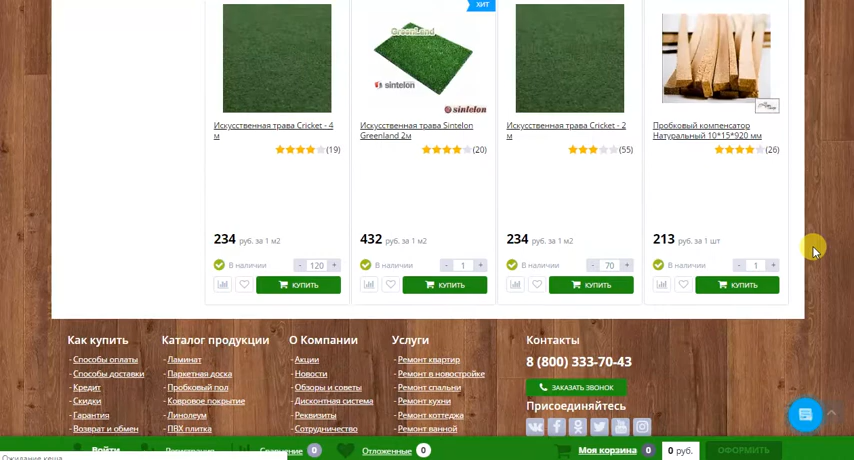 ХИТ
GreenLand
sintelon
sintelon
Искусственная трава Cricket - 4 м
(19)
234 руб. за 1 м2
В наличии
- 120 +
КУПИТЬ
Искусственная трава Sintelon Greenland 2м
(20)
432 руб. за 1 м2
В наличии
- 1 +
КУПИТЬ
Искусственная трава Cricket - 2 м
(55)
234 руб. за 1 м2
В наличии
- 70 +
КУПИТЬ
Пробковый компенсатор Натуральный 10*15*920 мм
(26)
213 руб. за 1 шт
В наличии
- 1 +
КУПИТЬ
Как купить
- Способы оплаты
- Способы доставки
- Кредит
- Скидки
- Гарантия
- Возврат и обмен
Каталог продукции
- Ламинат
- Паркетная доска
- Пробковый пол
- Ковровое покрытие
- Линолеум
- ПВХ плитка
О Компании
- Акции
- Новости
- Обзоры и советы
- Дисконтная система
- Реквизиты
- Сотрудничество
Услуги
- Ремонт квартир
- Ремонт в новостройке
- Ремонт спальни
- Ремонт кухни
- Ремонт коттеджа
- Ремонт ванной
Контакты
8 (800) 333-70-43
ЗАКАЗАТЬ ЗВОНОК
Присоединяйтесь
Войти
Регистрация
Сравнение 0
Отложенные 0
Моя корзина 0
0 руб.
ОФОРМИТЬ
Ожидание кеша...